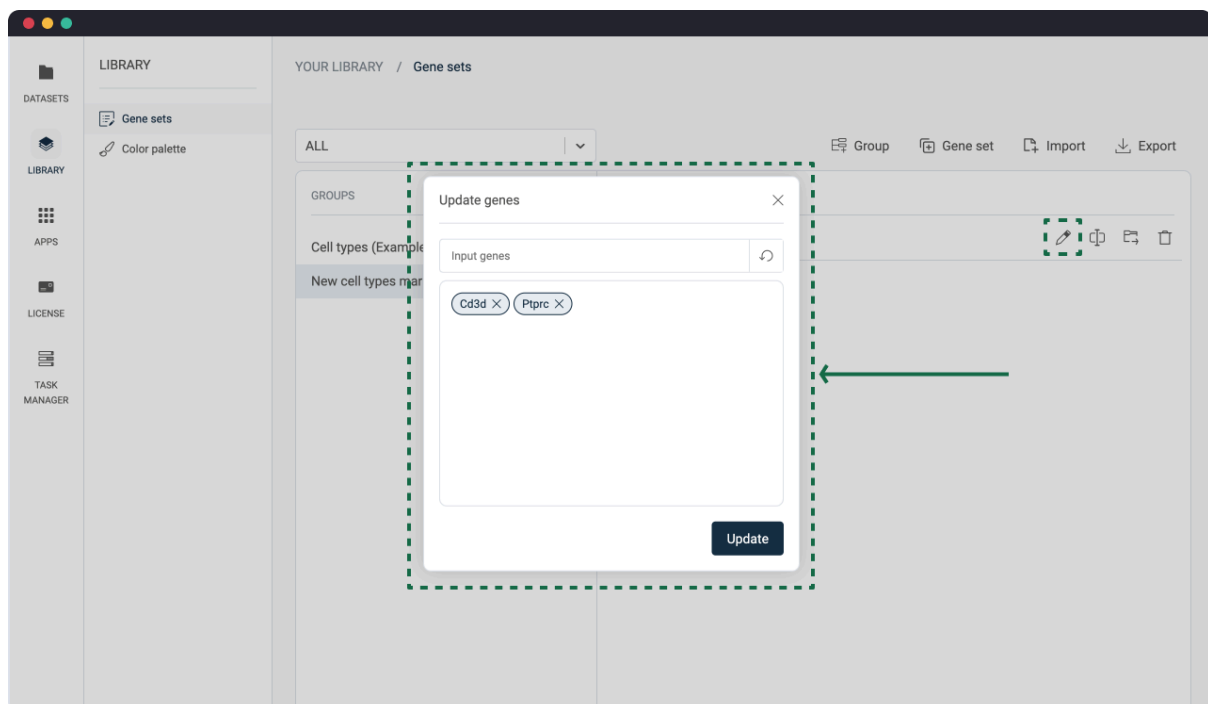 DATASETS
LIBRARY
APPS
LICENSE
TASK
MANAGER
LIBRARY
Gene sets
Color palette
YOUR LIBRARY / Gene sets
ALL
Group
Gene set
Import
Export
GROUPS
Cell types (Example
New cell types mar
Update genes
Input genes
Cd3d
Ptprc
Update